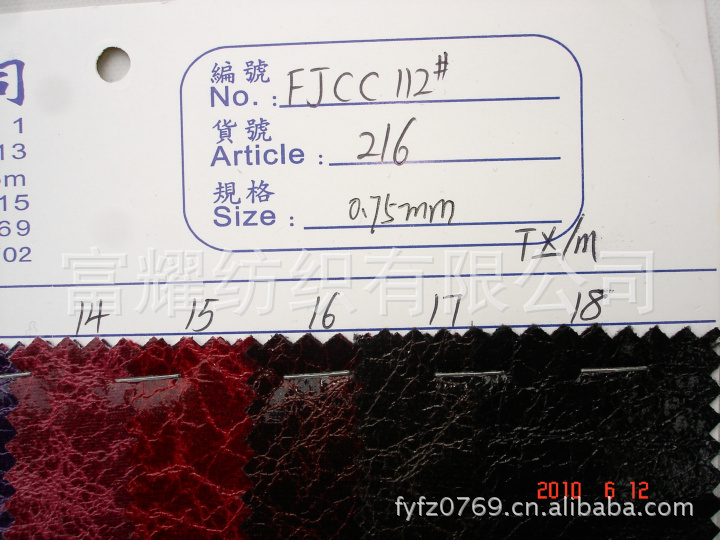 司
1
13
om
15
69
02
編號
No. : FJCC 112#
貨號
Article : 216
規格
Size : 0.75mm
富耀纺织有限公司
14 15 16 17 18
2010 6 12
fyfz0769.cn.alibaba.com